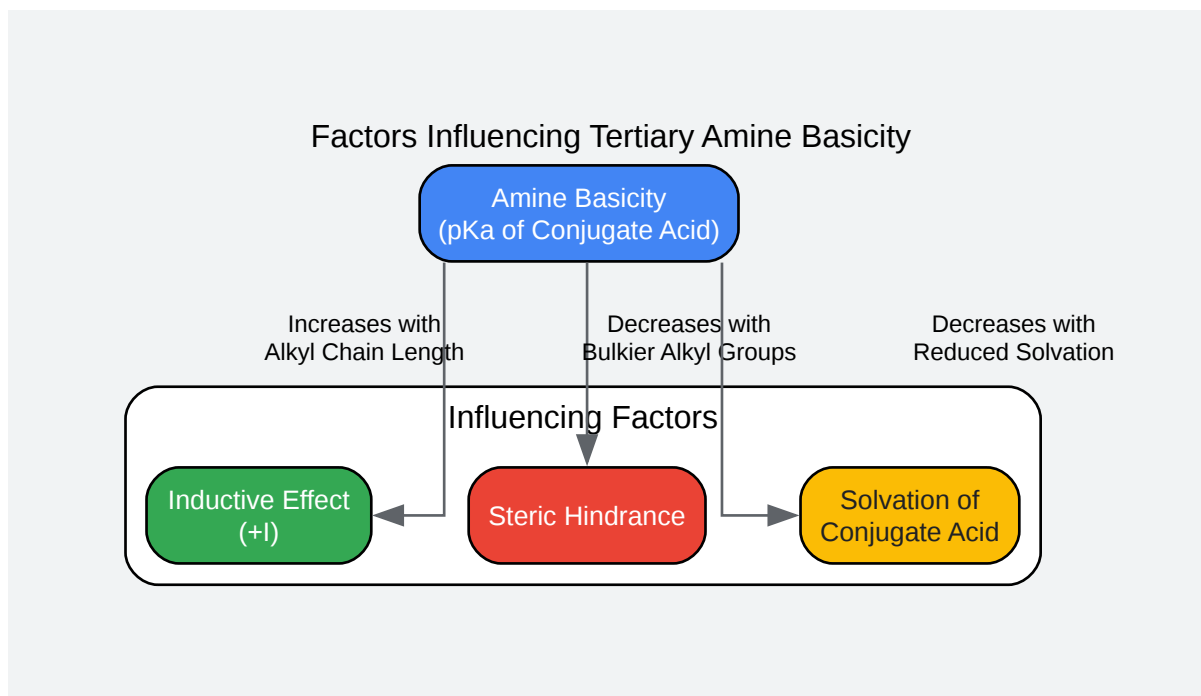 Factors Influencing Tertiary Amine Basicity
Amine Basicity
(pKa of Conjugate Acid)
Increases with
Alkyl Chain Length
Decreases with
Bulkier Alkyl Groups
Decreases with
Reduced Solvation
Influencing Factors
Inductive Effect
(+I)
Steric Hindrance
Solvation of
Conjugate Acid